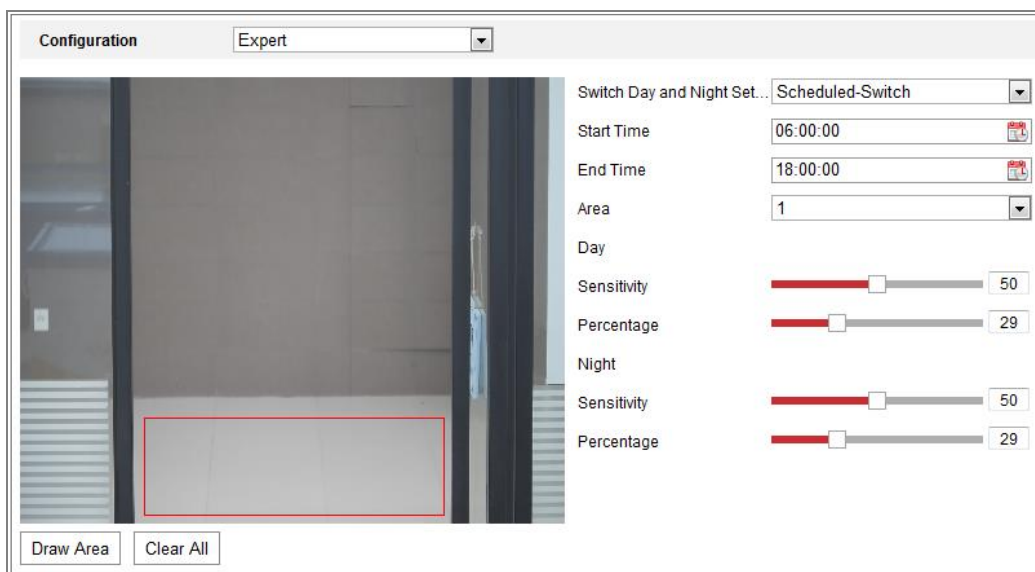 Configuration Expert
Switch Day and Night Set... Scheduled-Switch
Start Time 06:00:00
End Time 18:00:00
Area 1
Day
Sensitivity 50
Percentage 29
Night
Sensitivity 50
Percentage 29
Draw Area Clear All